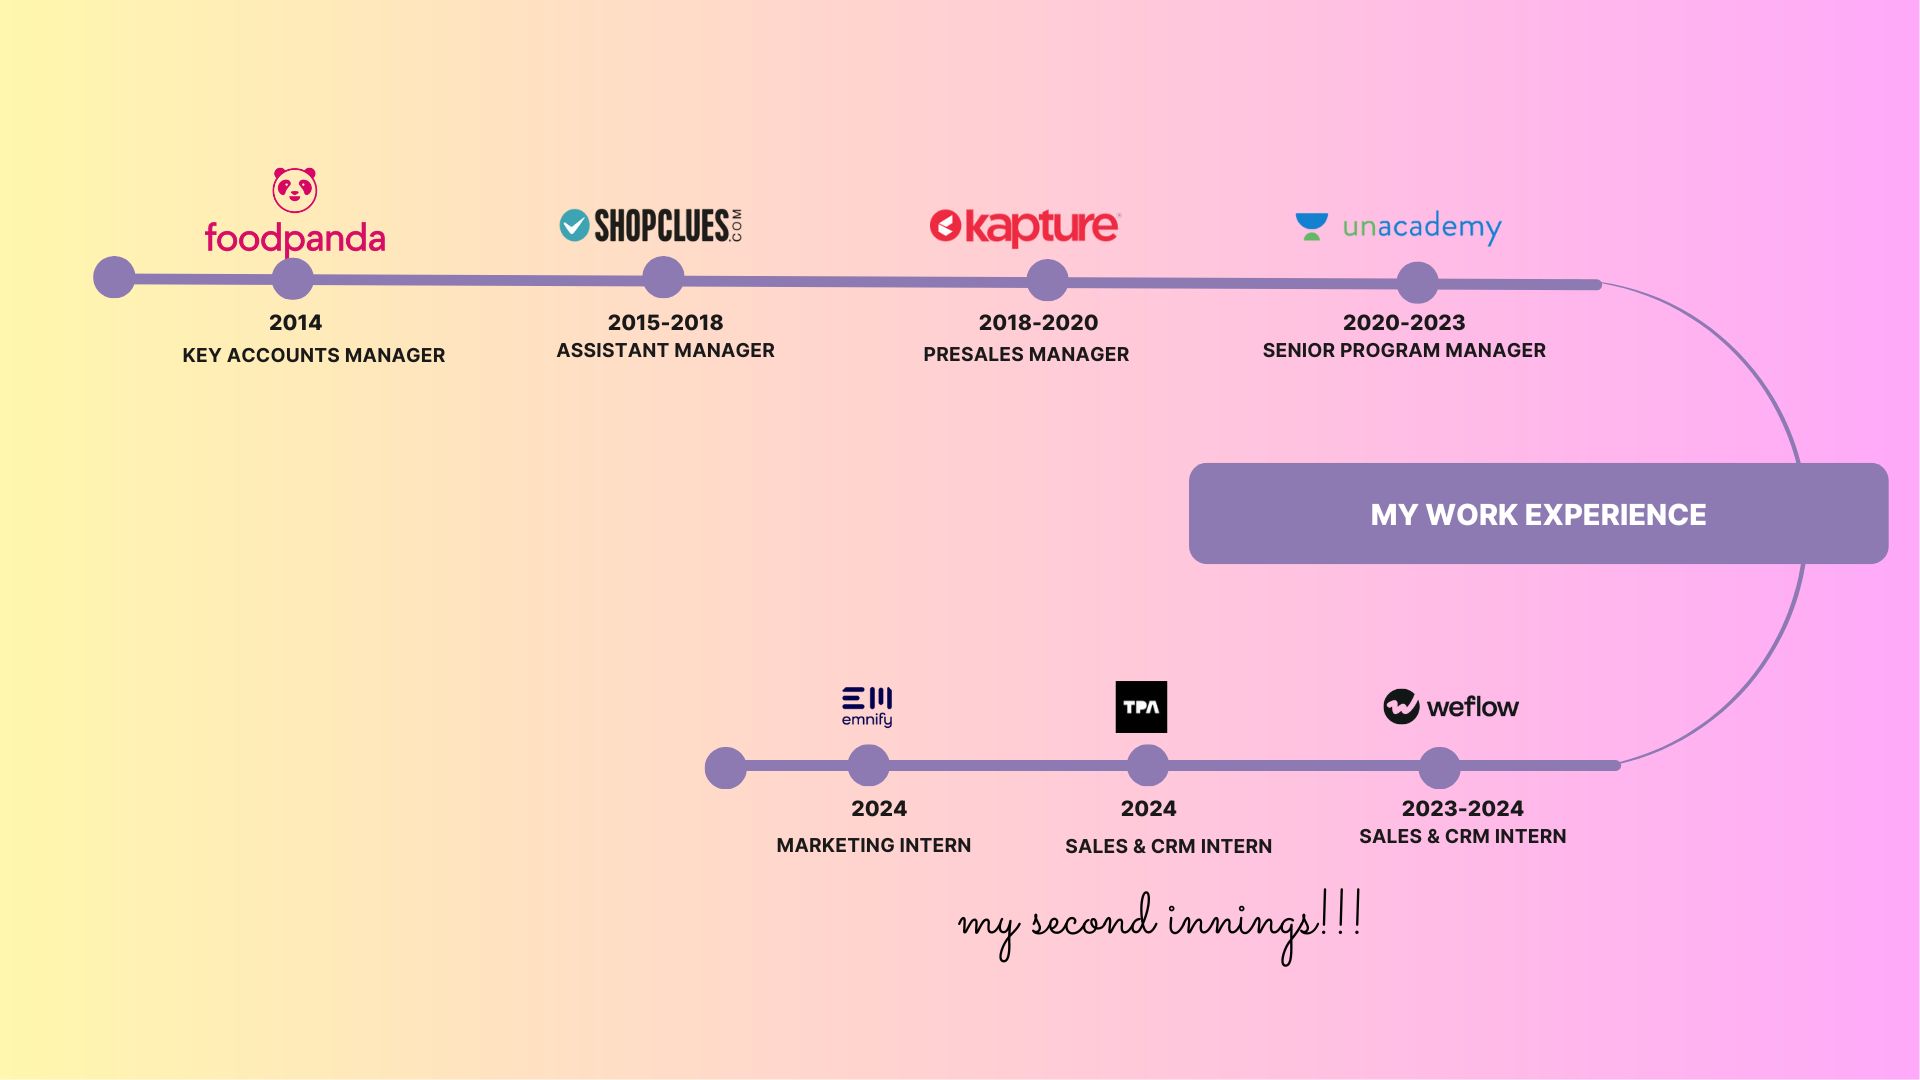 foodpanda
2014
KEY ACCOUNTS MANAGER
SHOPCLUES.COM
2015-2018
ASSISTANT MANAGER
kapture
2018-2020
PRESALES MANAGER
unacademy
2020-2023
SENIOR PROGRAM MANAGER
MY WORK EXPERIENCE
weflow
2023-2024
SALES & CRM INTERN
TPA
2024
SALES & CRM INTERN
EM
emnify
2024
MARKETING INTERN
my second innings!!!